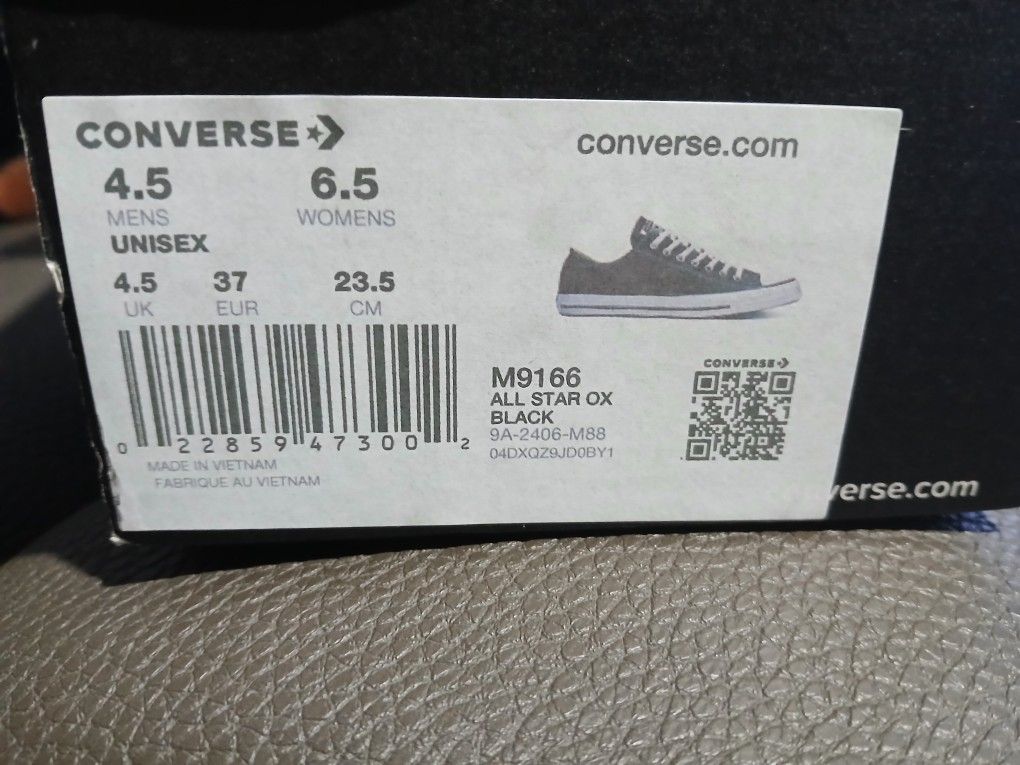 CONVERSE
converse.com
4.5 6.5
MENS WOMENS
UNISEX
4.5 37 23.5
UK EUR CM
0 22859 47300 2
MADE IN VIETNAM
FABRIQUE AU VIETNAM
M9166
ALL STAR OX
BLACK
9A-2406-M88
04DXQZ9JD0BY1
CONVERSE
verse.com